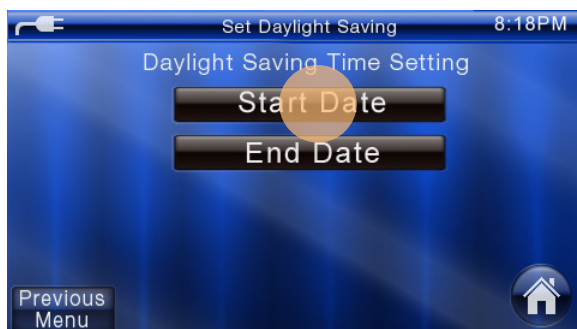 Set Daylight Saving 8:18PM
Daylight Saving Time Setting
Start Date
End Date
Previous
Menu